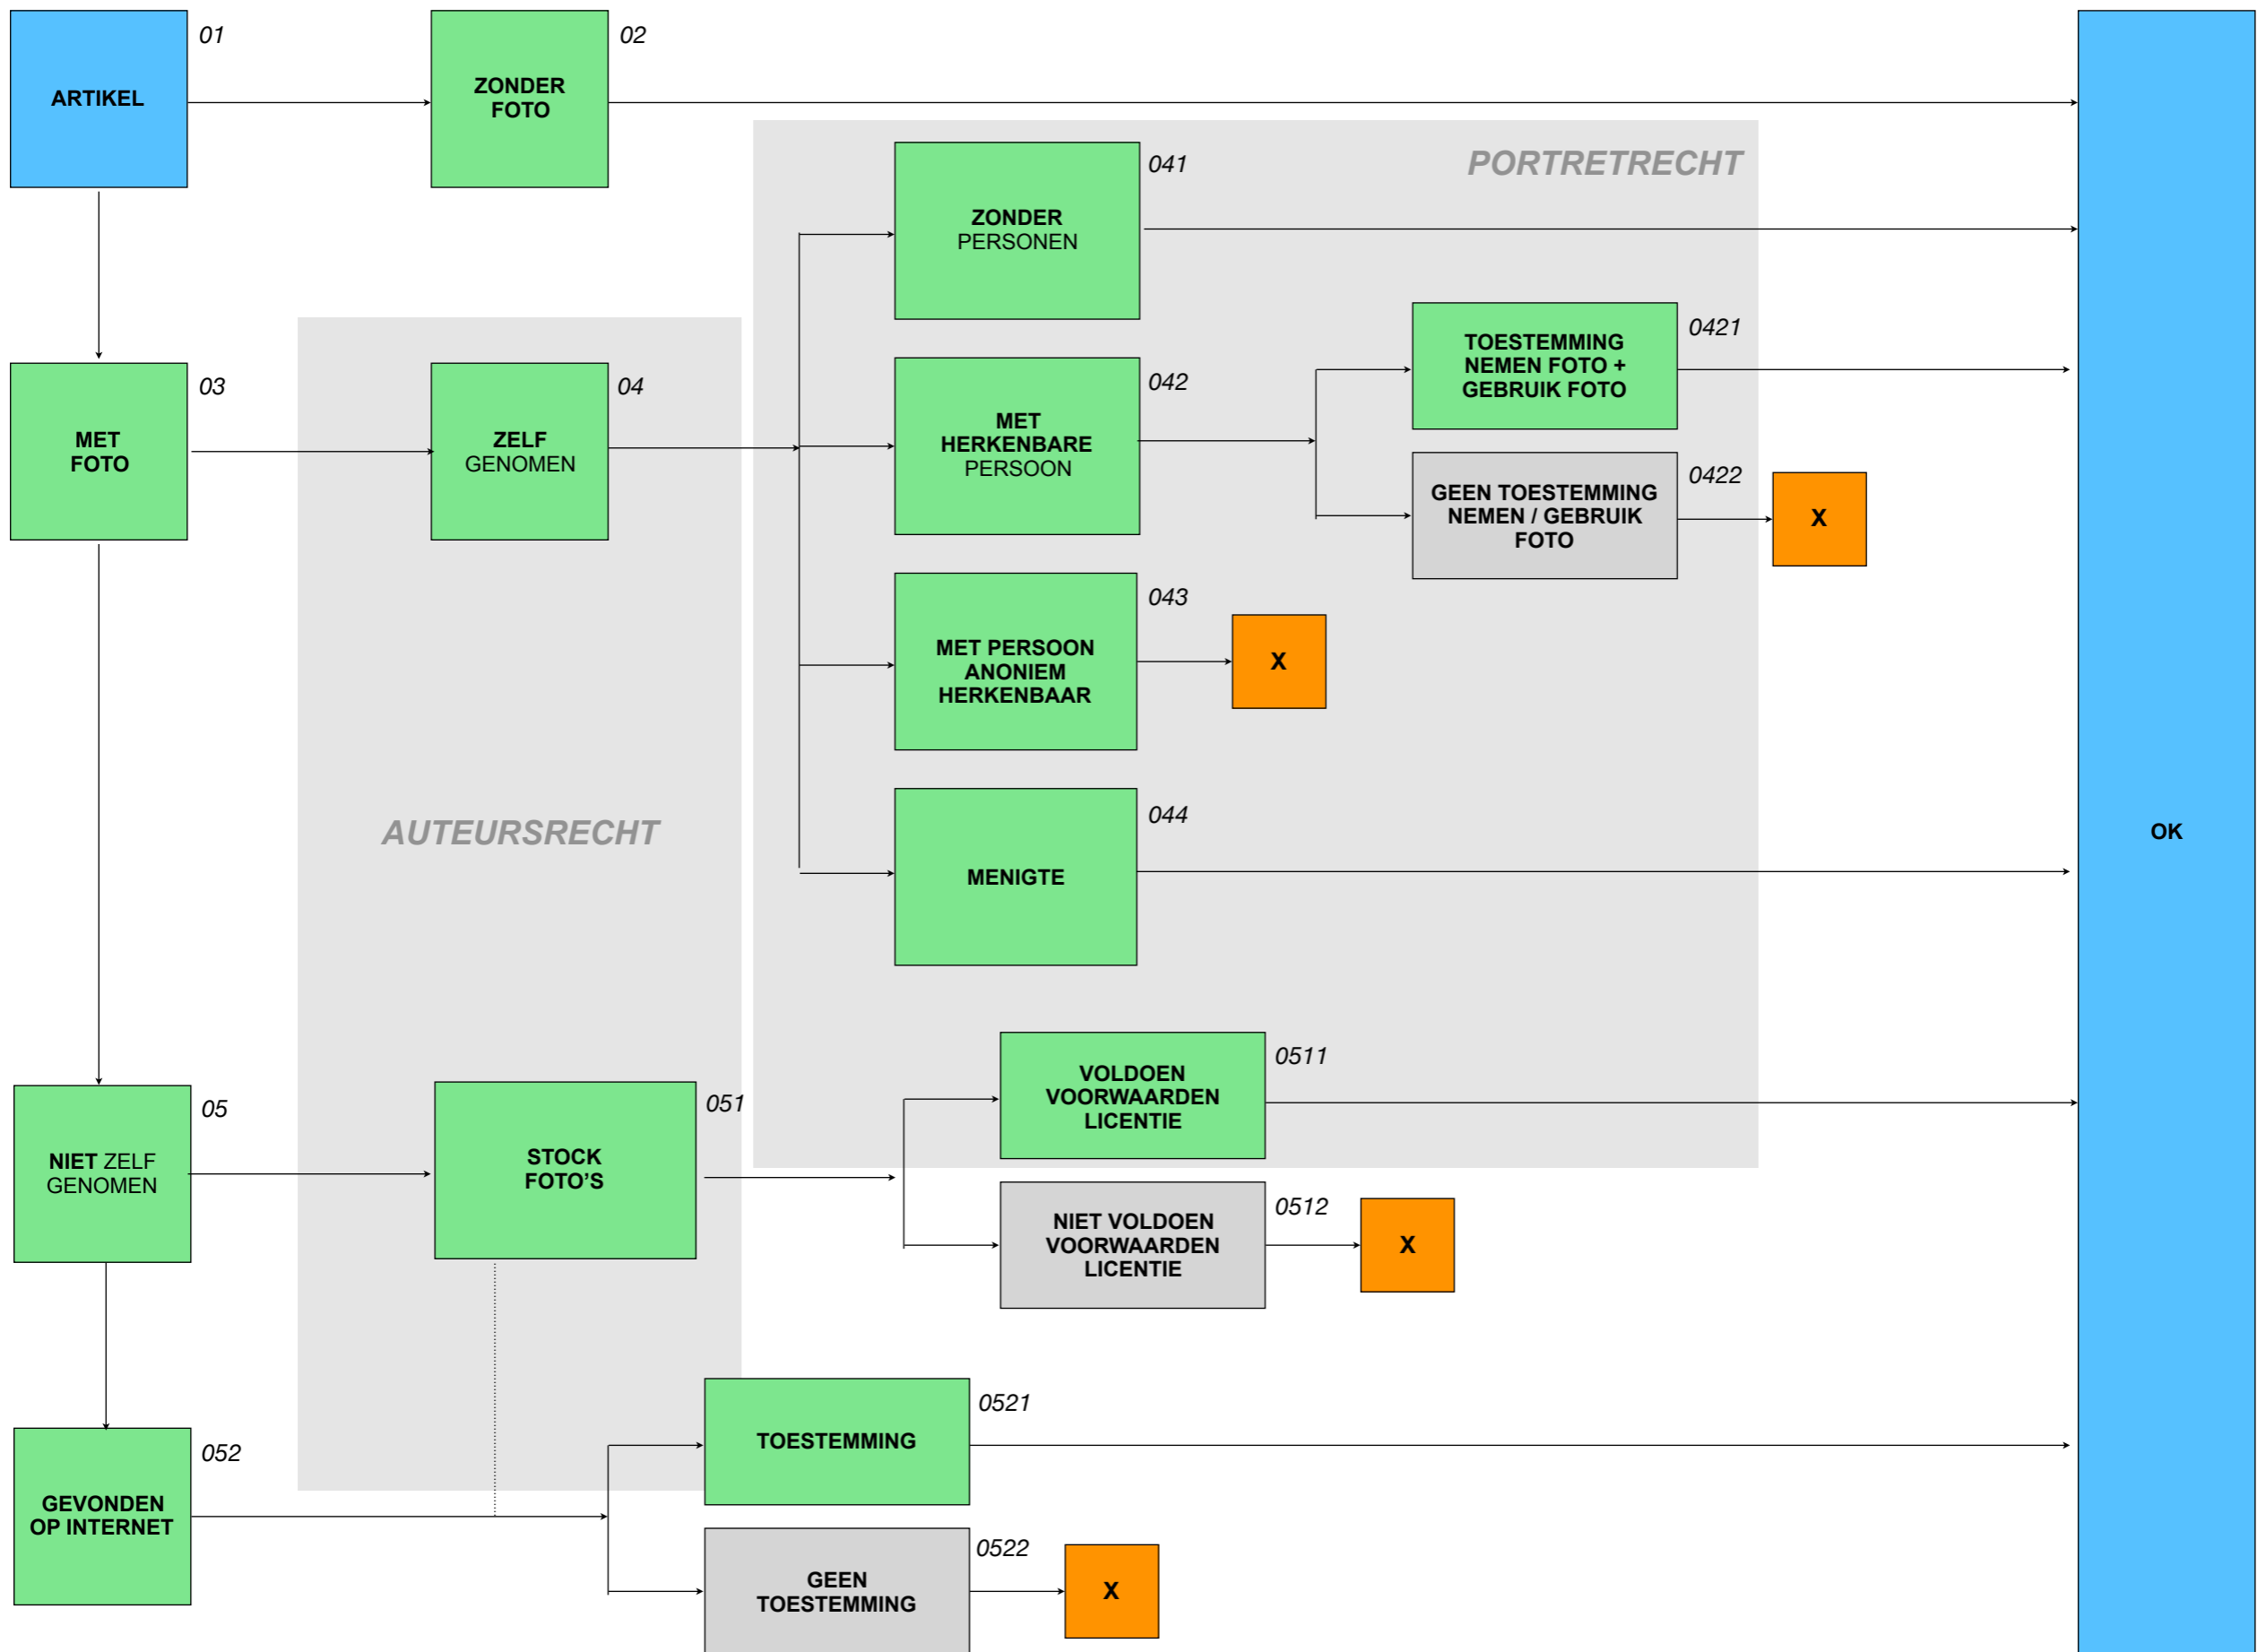 01
ARTIKEL
02
ZONDER
FOTO
PORTRETRECHT
041
ZONDER
PERSONEN
03
MET
FOTO
04
ZELF
GENOMEN
042
MET
HERKENBARE
PERSOON
0421
TOESTEMMING
NEMEN FOTO +
GEBRUIK FOTO
0422
GEEN TOESTEMMING
NEMEN / GEBRUIK
FOTO
X
043
MET PERSOON
ANONIEM
HERKENBAAR
X
AUTEURSRECHT
044
MENIGTE
OK
05
NIET ZELF
GENOMEN
051
STOCK
FOTO'S
0511
VOLDOEN
VOORWAARDEN
LICENTIE
0512
NIET VOLDOEN
VOORWAARDEN
LICENTIE
X
052
GEVONDEN
OP INTERNET
0521
TOESTEMMING
0522
GEEN
TOESTEMMING
X